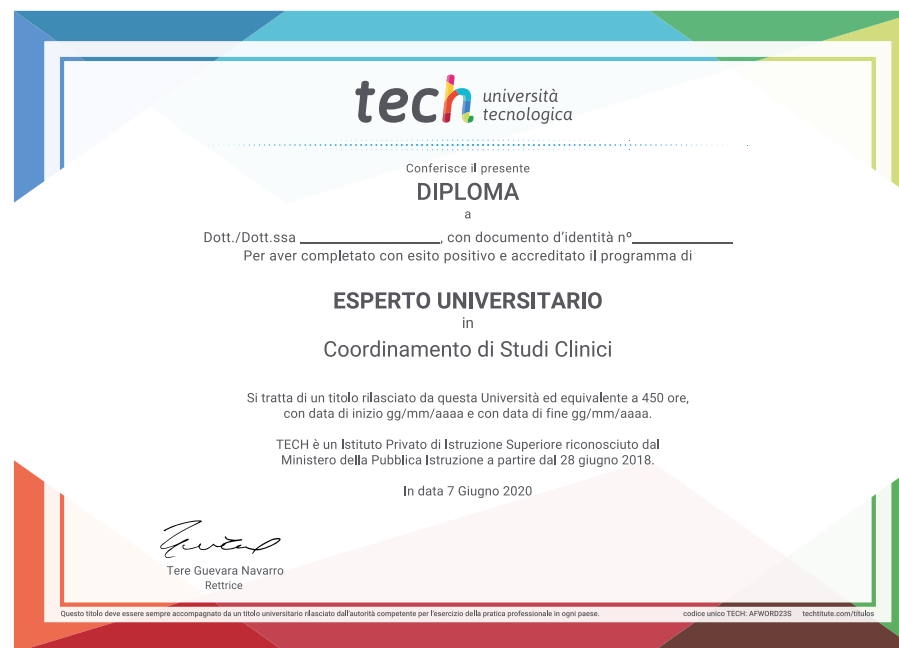 tech università
tecnologica
Conferisce il presente
DIPLOMA
a
Dott./Dott.ssa ____________________, con documento d'identità nº______________
Per aver completato con esito positivo e accreditato il programma di
ESPERTO UNIVERSITARIO
in
Coordinamento di Studi Clinici
Si tratta di un titolo rilasciato da questa Università ed equivalente a 450 ore,
con data di inizio gg/mm/aaaa e con data di fine gg/mm/aaaa.
TECH è un Istituto Privato di Istruzione Superiore riconosciuto dal
Ministero della Pubblica Istruzione a partire dal 28 giugno 2018.
In data 7 Giugno 2020
Tere Guevara Navarro
Rettrice
Questo titolo deve essere sempre accompagnato da un titolo universitario rilasciato dall'autorità competente per l'esercizio della pratica professionale in ogni paese. codice unico TECH: AFWORD23S techtitute.com/titulos